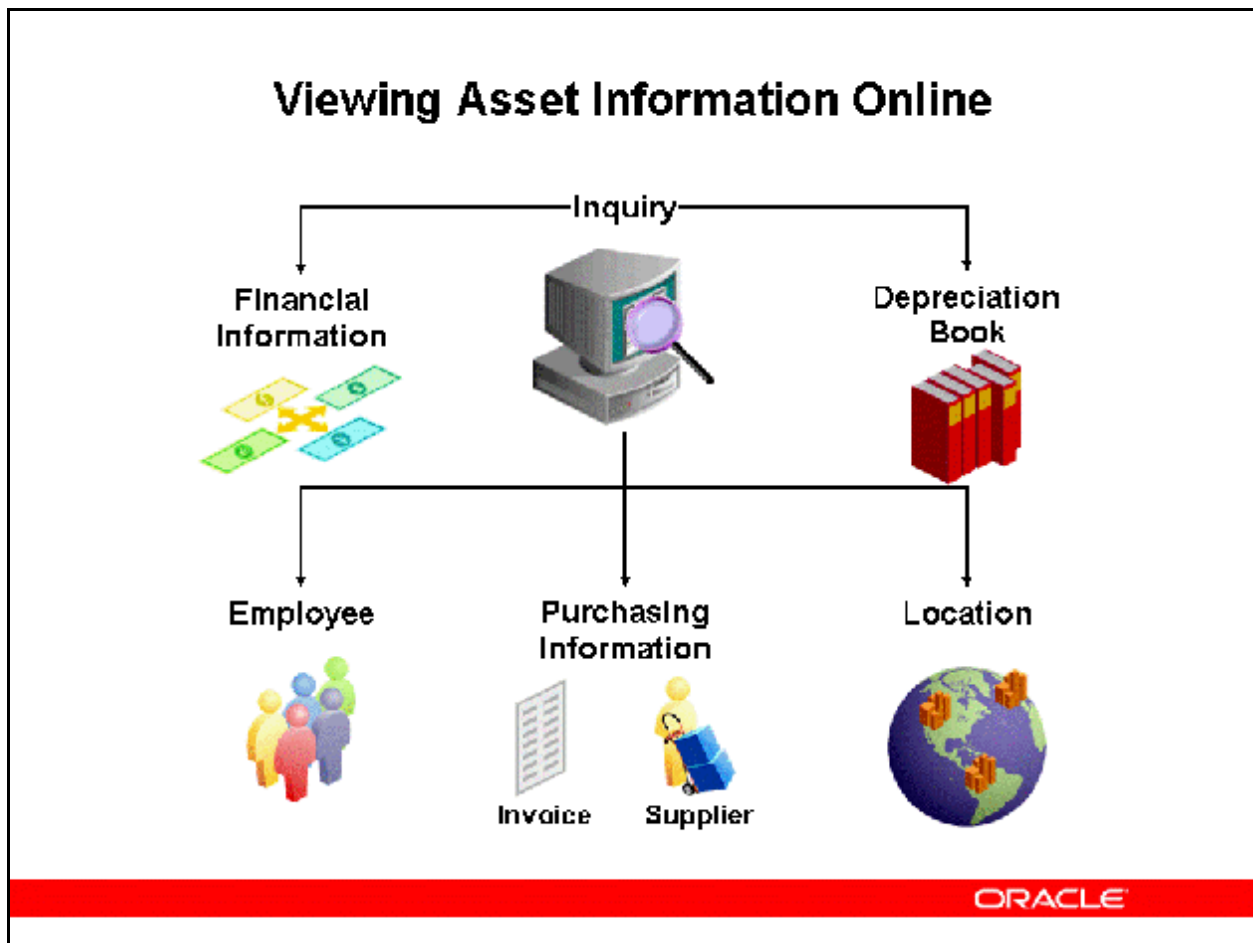 Viewing Asset Information Online
Inquiry
Financial
Information
Depreciation
Book
Employee
Purchasing
Information
Location
Invoice
Supplier
ORACLE